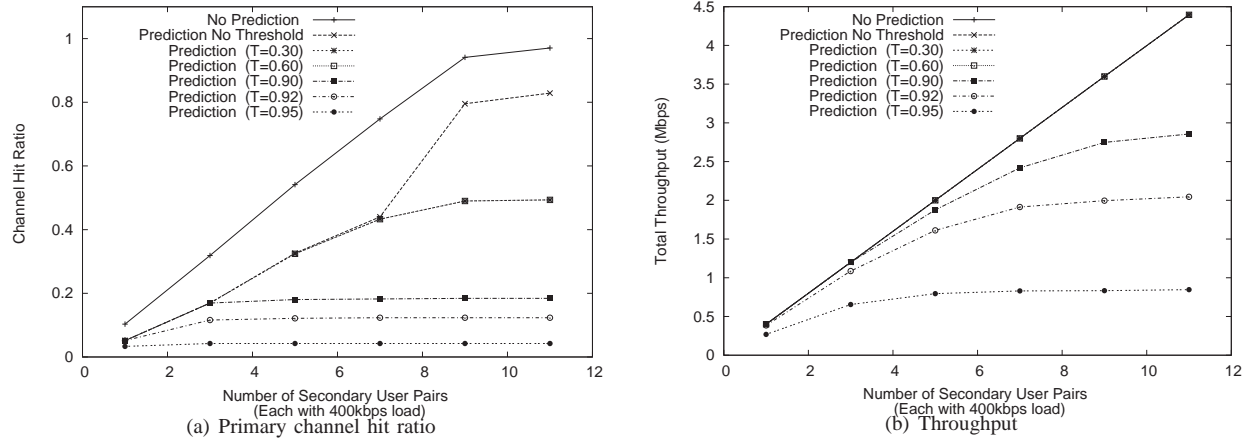 No Prediction
Prediction No Threshold
Prediction (T=0.30)
Prediction (T=0.60)
Prediction (T=0.90)
Prediction (T=0.92)
Prediction (T=0.95)
1
0.8
0.6
0.4
0.2
0
Channel Hit Ratio
0 2 4 6 8 10 12
Number of Secondary User Pairs
(Each with 400kbps load)
(a) Primary channel hit ratio
No Prediction
Prediction No Threshold
Prediction (T=0.30)
Prediction (T=0.60)
Prediction (T=0.90)
Prediction (T=0.92)
Prediction (T=0.95)
4.5
4
3.5
3
2.5
2
1.5
1
0.5
0
Total Throughput (Mbps)
0 2 4 6 8 10 12
Number of Secondary User Pairs
(Each with 400kbps load)
(b) Throughput